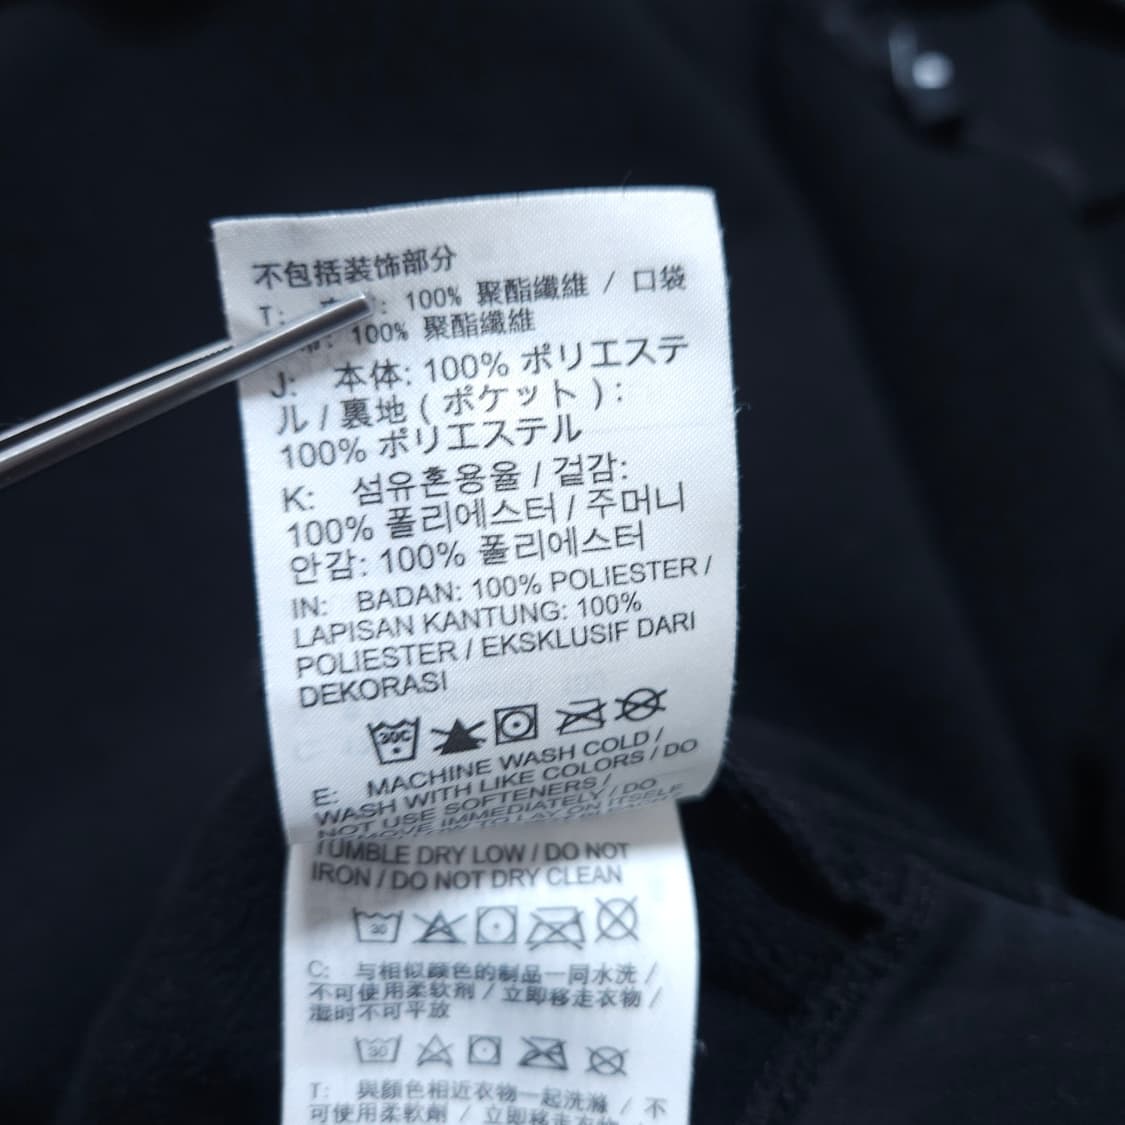 不包括装饰部分
T: : 100% 聚酯纖維 / 口袋
100% 聚酯纖維
J: 本体: 100% ポリエステ
ル / 裏地 ( ポケット ) :
100% ポリエステル
K: 섬유혼용율 / 겉감:
100% 폴리에스터 / 주머니
안감: 100% 폴리에스터
IN: BADAN: 100% POLIESTER /
LAPISAN KANTUNG: 100%
POLIESTER / EKSKLUSIF DARI
DEKORASI
30C
E: MACHINE WASH COLD /
WASH WITH LIKE COLORS / DO
NOT USE SOFTENERS /
REMOVE IMMEDIATELY / DO
TO LAY ON ITSELF
TUMBLE DRY LOW / DO NOT
IRON / DO NOT DRY CLEAN
30
C: 与相似颜色的制品一同水洗 /
不可使用柔软剂 / 立即移走衣物 /
湿时不可平放
30
T: 與顏色相近衣物一起洗滌 / 不
可使用柔軟劑 / 立即移走衣物 /